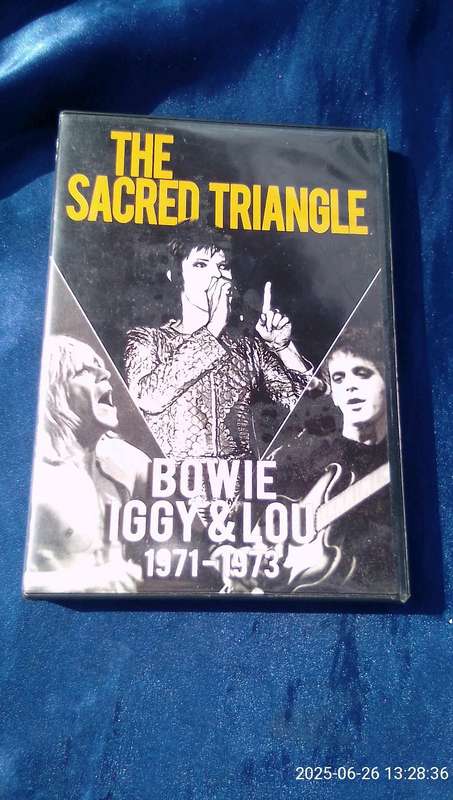 THE
SACRED TRIANGLE
BOWIE
IGGY & LOU
1971-1973
2025-06-26 13:28:36